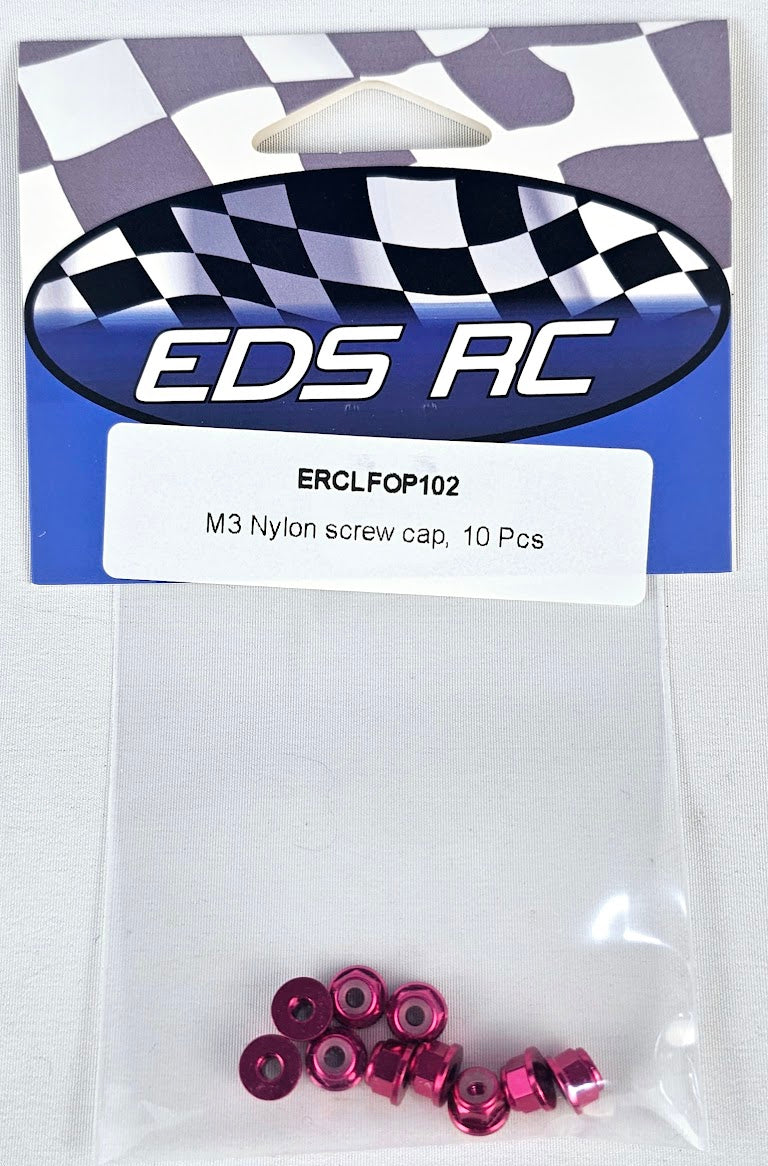 EDS RC
ERCLFOP102
M3 Nylon screw cap, 10 Pcs